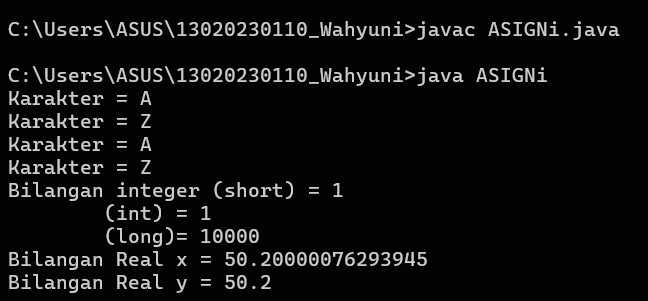 C:\Users\ASUS\13020230110_Wahyuni>javac ASIGNi.java
C:\Users\ASUS\13020230110_Wahyuni>java ASIGNi
Karakter = A
Karakter = Z
Karakter = A
Karakter = Z
Bilangan integer (short) = 1
        (int) = 1
        (long)= 10000
Bilangan Real x = 50.20000076293945
Bilangan Real y = 50.2